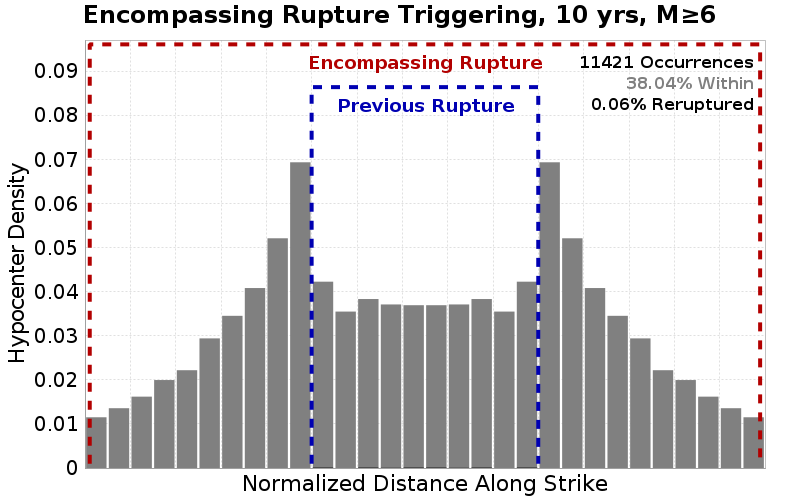 Encompassing Rupture Triggering, 10 yrs, M≥6
Encompassing Rupture
11421 Occurrences
38.04% Within
0.06% Reruptured
Previous Rupture
Hypocenter Density
0.09
0.08
0.07
0.06
0.05
0.04
0.03
0.02
0.01
0
Normalized Distance Along Strike